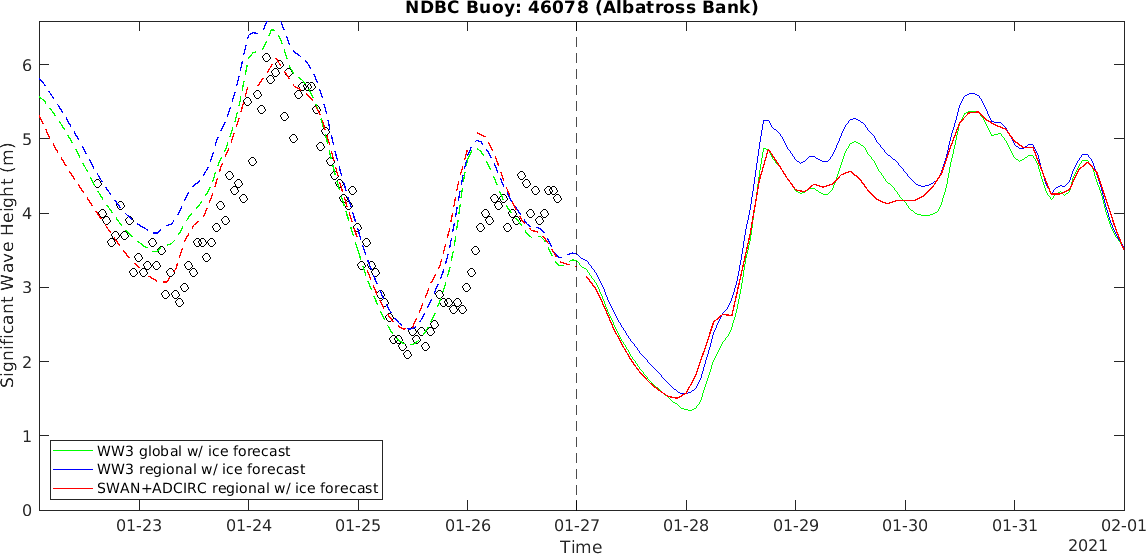 NDBC Buoy: 46078 (Albatross Bank)
Significant Wave Height (m)
6
5
4
3
2
1
0
WW3 global w/ ice forecast
WW3 regional w/ ice forecast
SWAN+ADCIRC regional w/ ice forecast
01-23 01-24 01-25 01-26 01-27 01-28 01-29 01-30 01-31 02-01
Time
2021